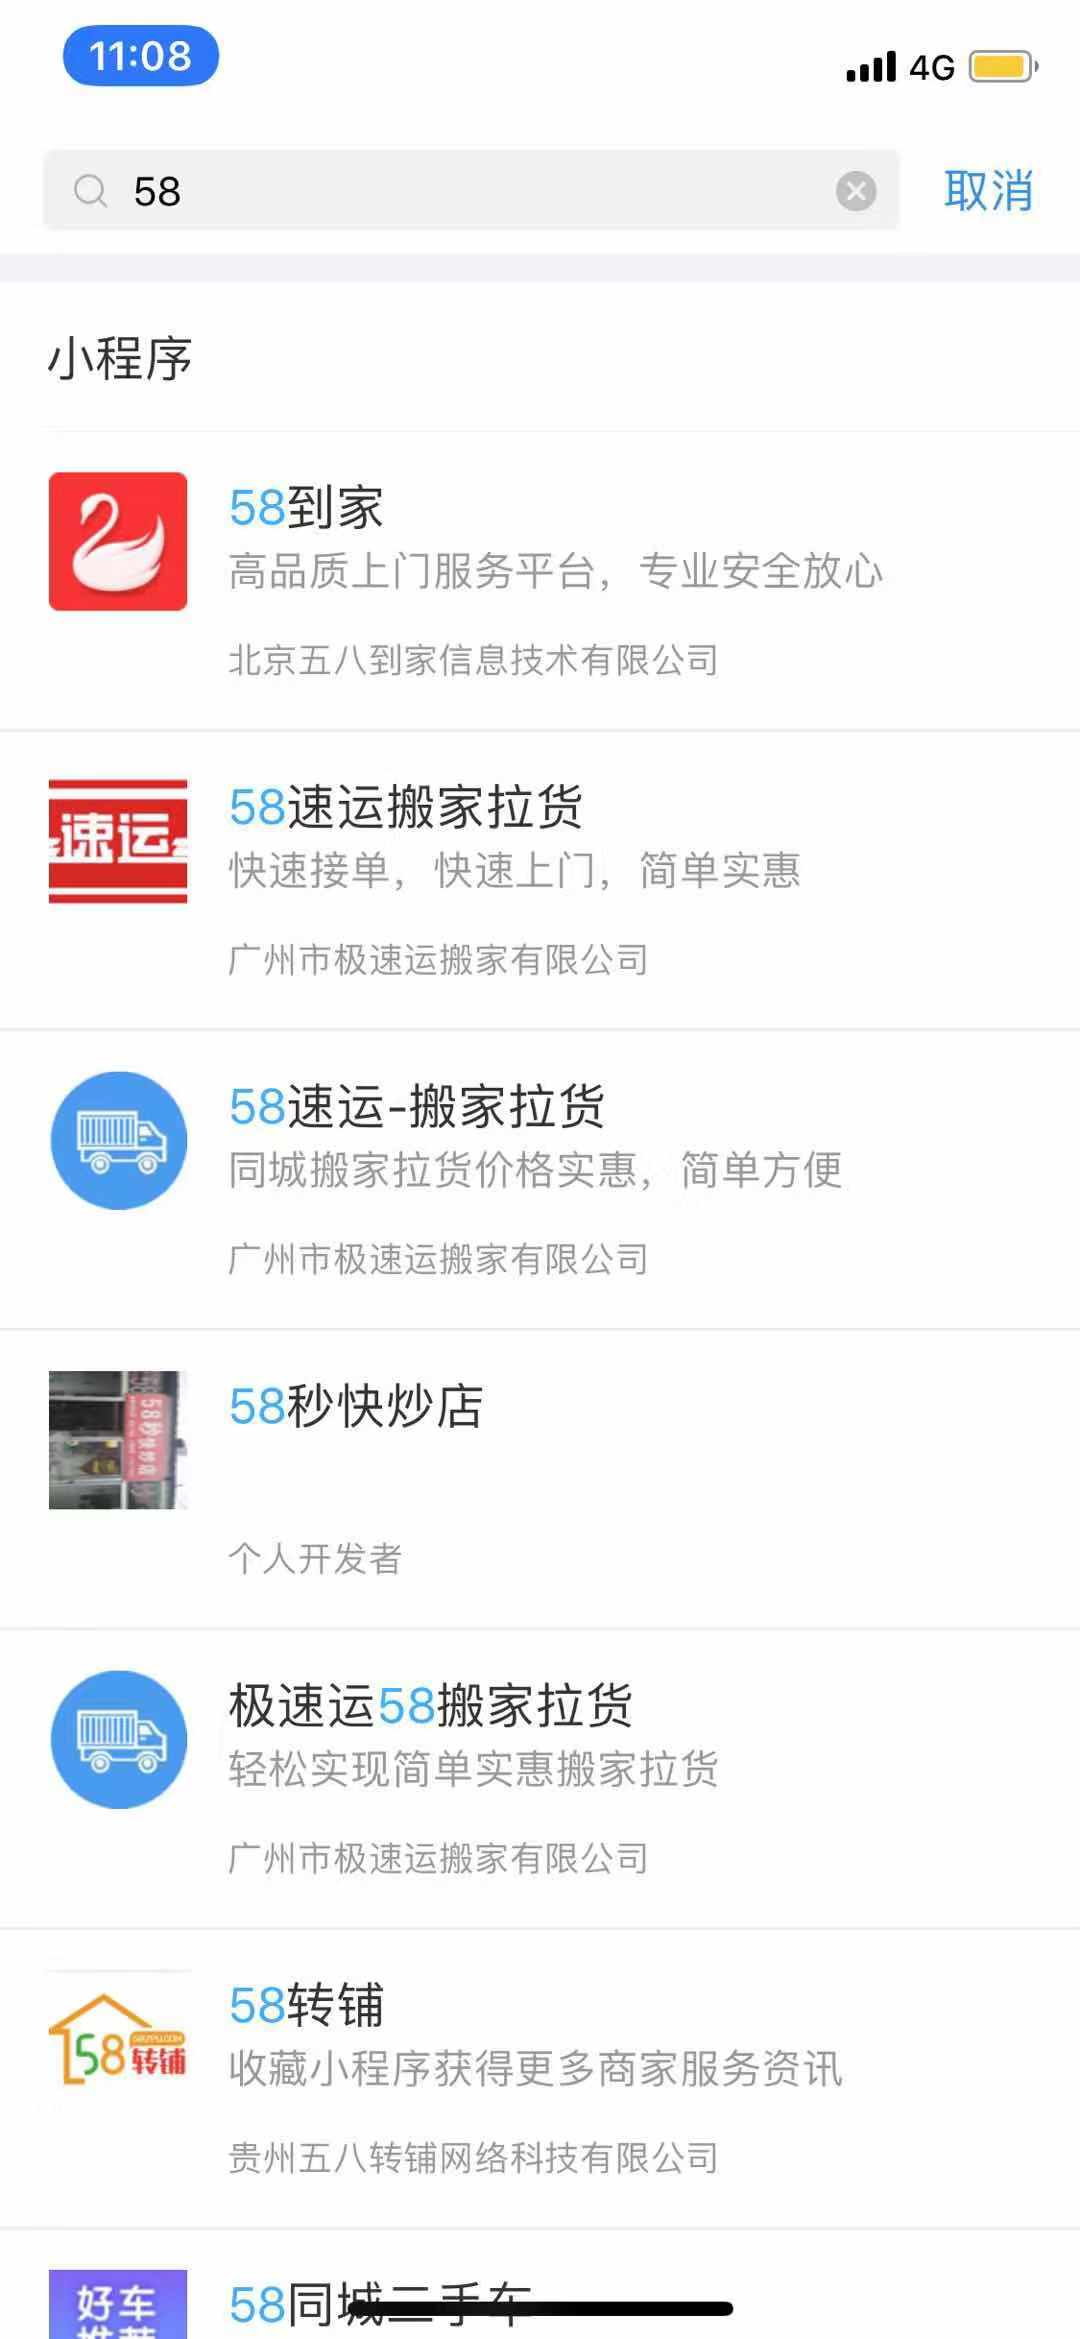 11:08
4G
58
取消
小程序
58到家
高品质上门服务平台，专业安全放心
北京五八到家信息技术有限公司
速运
58速运搬家拉货
快速接单，快速上门，简单实惠
广州市极速运搬家有限公司
58速运-搬家拉货
同城搬家拉货价格实惠，简单方便
广州市极速运搬家有限公司
58秒快炒店
58秒快炒店
个人开发者
极速运58搬家拉货
轻松实现简单实惠搬家拉货
广州市极速运搬家有限公司
58转铺
58转铺
收藏小程序获得更多商家服务资讯
贵州五八转铺网络科技有限公司
好车
推荐
58同城二手车